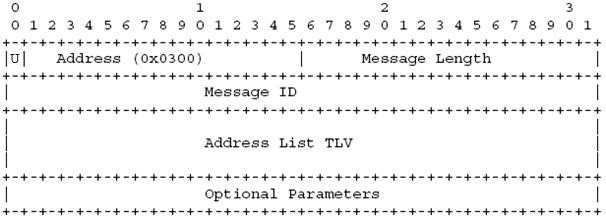 0 1 2 3
0 1 2 3 4 5 6 7 8 9 0 1 2 3 4 5 6 7 8 9 0 1 2 3 4 5 6 7 8 9 0 1
+-+-+-+-+-+-+-+-+-+-+-+-+-+-+-+-+-+-+-+-+-+-+-+-+-+-+-+-+-+-+-+-+
|U| Address (0x0300) | Message Length |
+-+-+-+-+-+-+-+-+-+-+-+-+-+-+-+-+-+-+-+-+-+-+-+-+-+-+-+-+-+-+-+-+
| Message ID |
+-+-+-+-+-+-+-+-+-+-+-+-+-+-+-+-+-+-+-+-+-+-+-+-+-+-+-+-+-+-+-+-+
| |
| Address List TLV |
| |
+-+-+-+-+-+-+-+-+-+-+-+-+-+-+-+-+-+-+-+-+-+-+-+-+-+-+-+-+-+-+-+-+
| Optional Parameters |
+-+-+-+-+-+-+-+-+-+-+-+-+-+-+-+-+-+-+-+-+-+-+-+-+-+-+-+-+-+-+-+-+